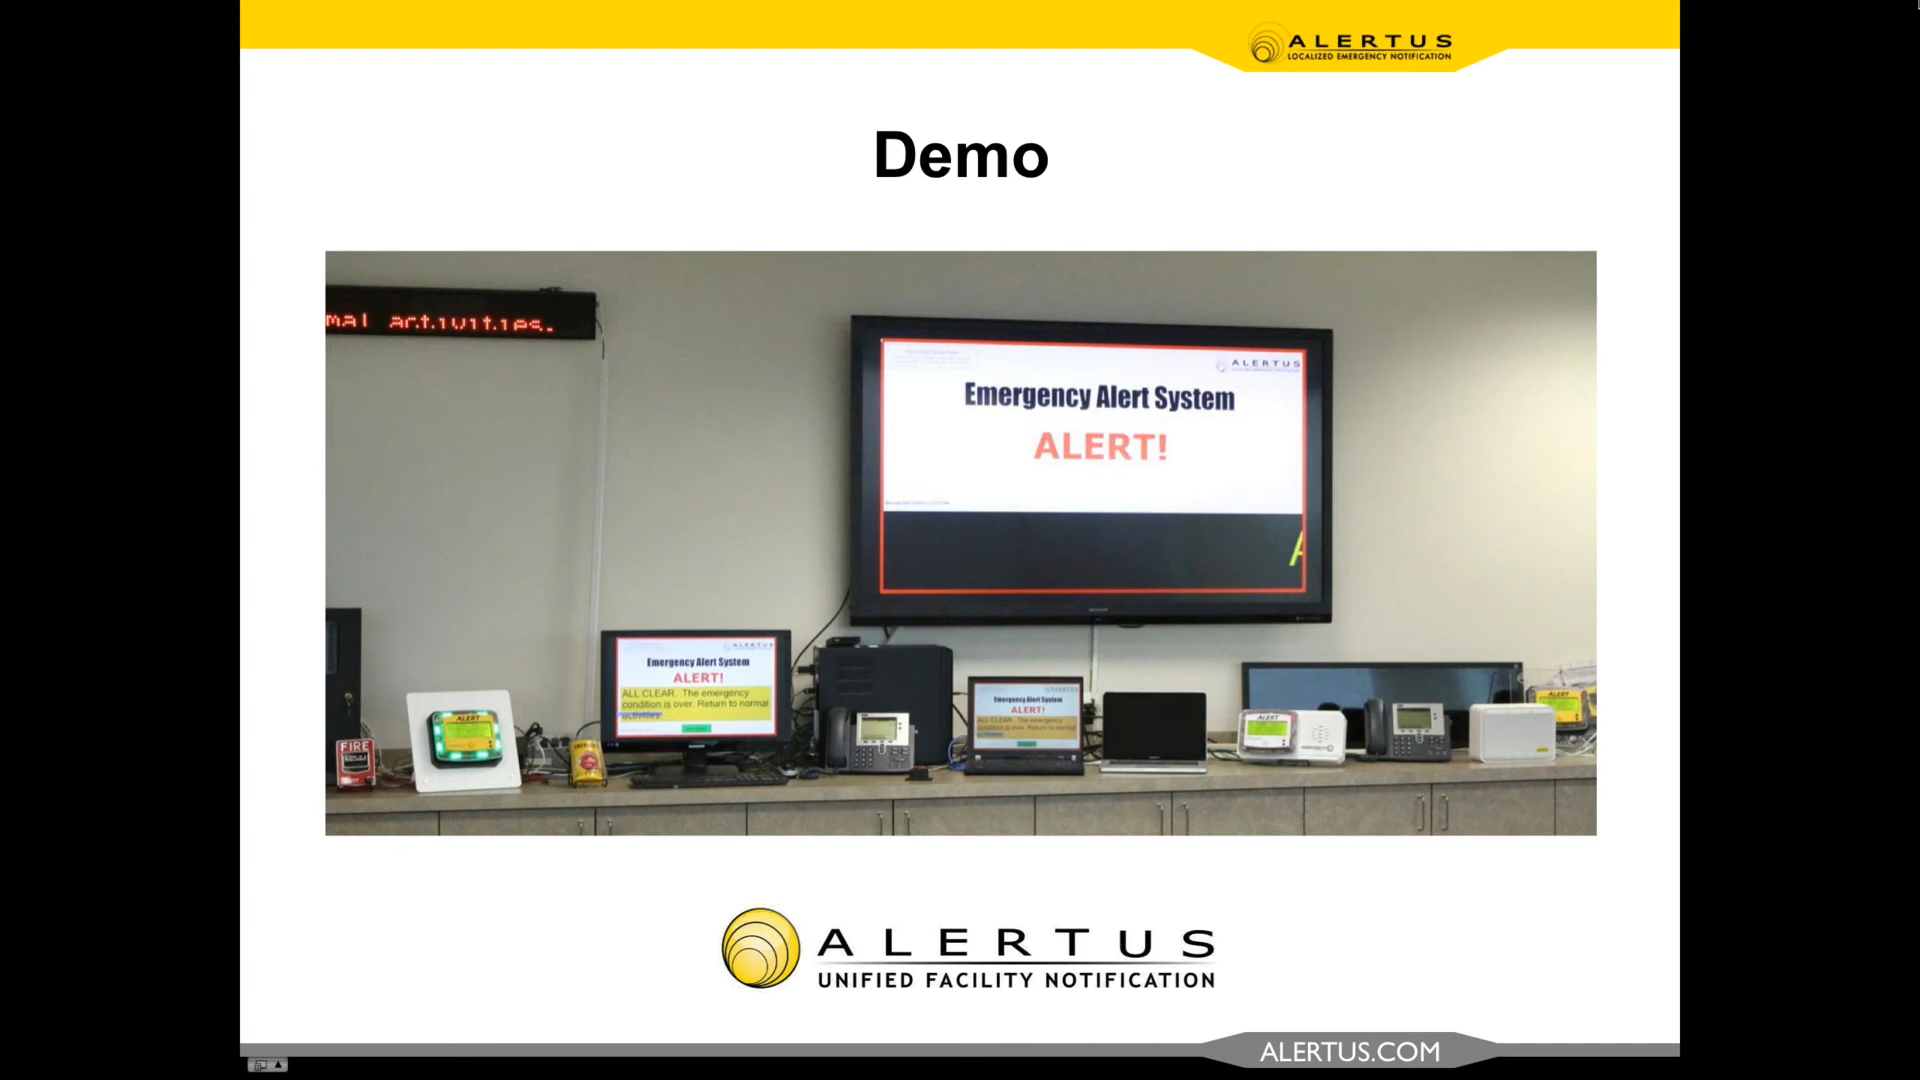 ALERTUS
LOCALIZED EMERGENCY NOTIFICATION
Demo
mal activities.
ALERTUS
Emergency Alert System
ALERT!
A
ALERTUS
Emergency Alert System
ALERT!
ALL CLEAR. The emergency
condition is over. Return to normal
activities.
ALERTUS
Emergency Alert System
ALERT!
ALL CLEAR. The emergency
condition is over. Return to normal
activities.
FIRE
ALERT
ALERT
ALERT
ALERTUS
UNIFIED FACILITY NOTIFICATION
ALERTUS.COM